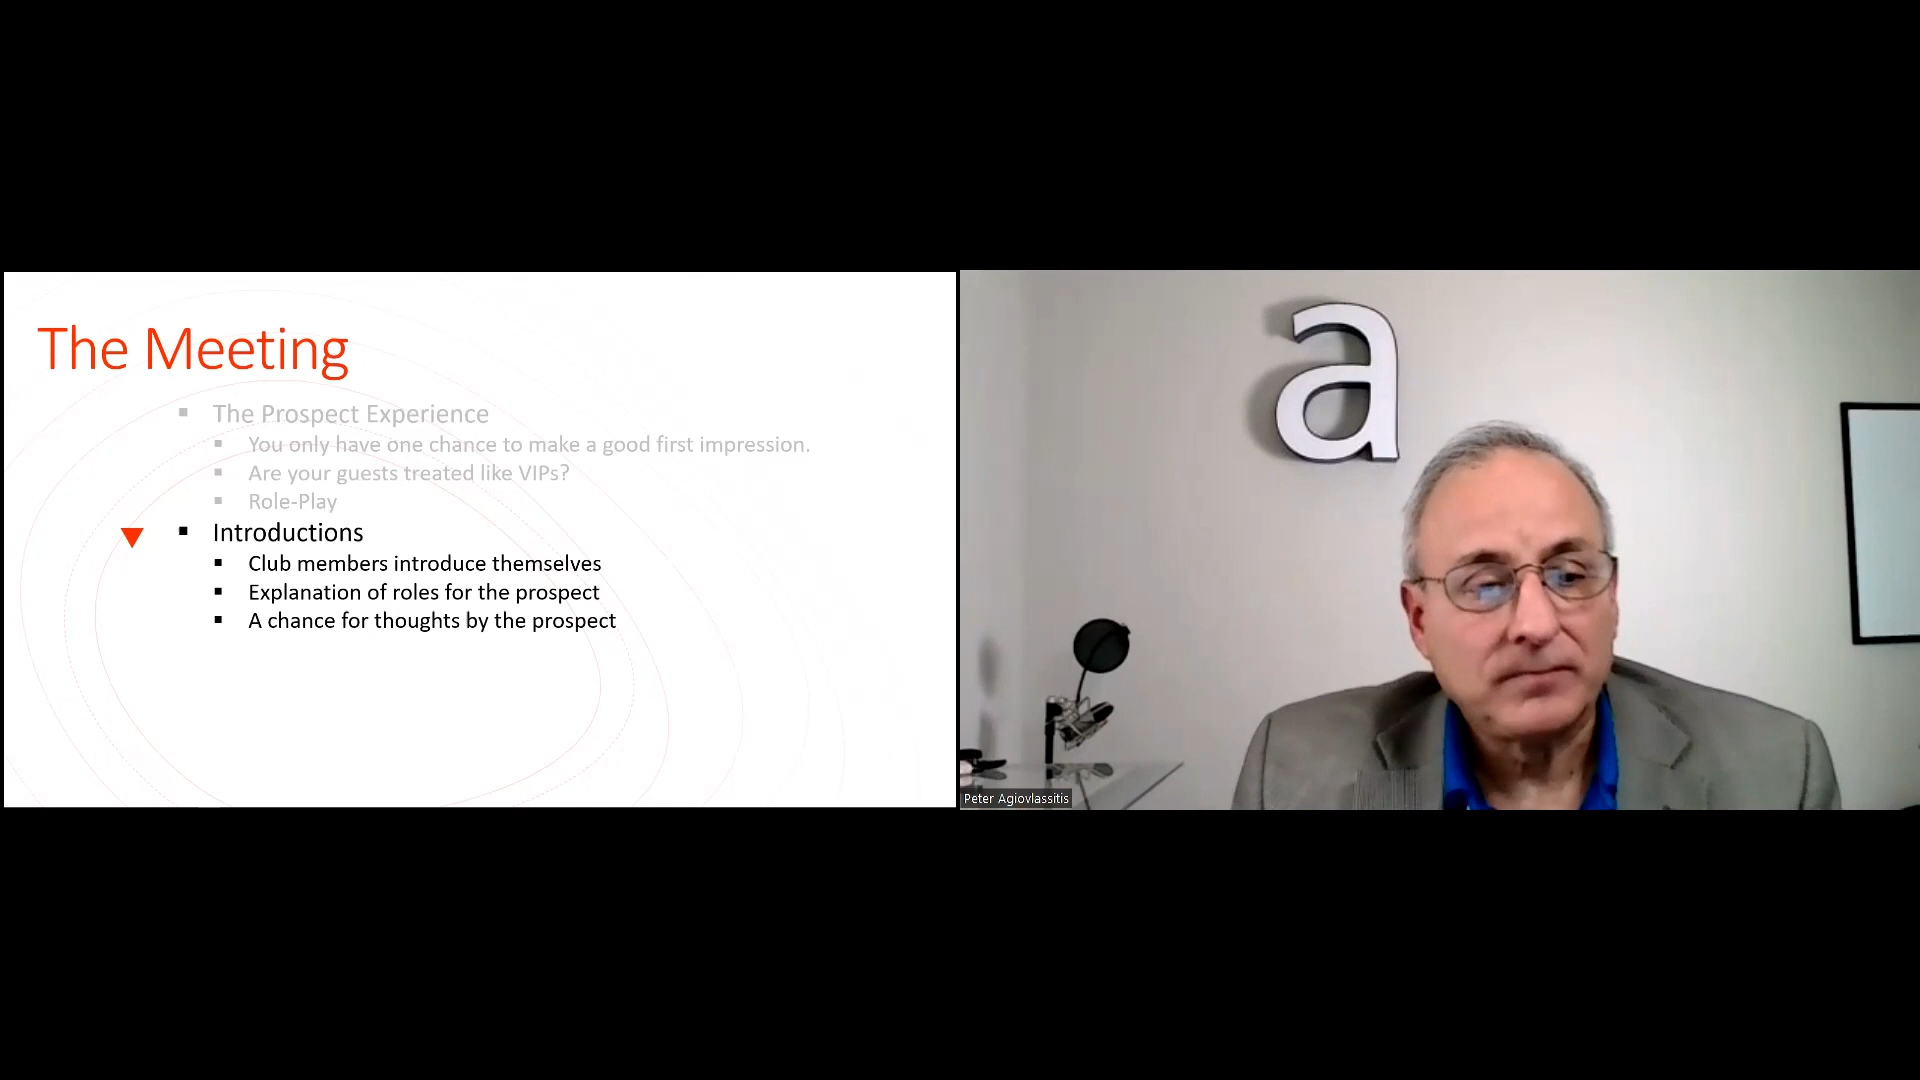 The Meeting
▪ The Prospect Experience
▪ You only have one chance to make a good first impression.
▪ Are your guests treated like VIPs?
▪ Role-Play
▪ Introductions
▪ Club members introduce themselves
▪ Explanation of roles for the prospect
▪ A chance for thoughts by the prospect
a
Peter Agiovlassitis